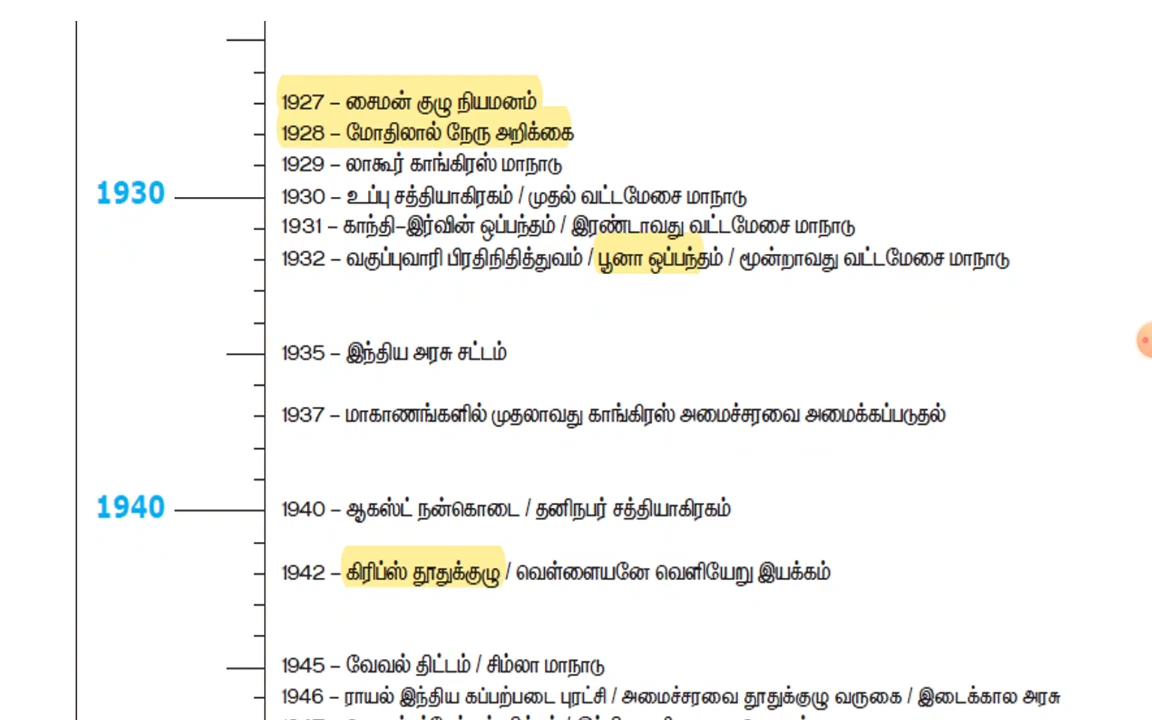 1927 – சைமன் குழு நியமனம்
1928 – மோதிலால் நேரு அறிக்கை
1929 – லாகூர் காங்கிரஸ் மாநாடு
1930
1930 – உப்பு சத்தியாகிரகம் / முதல் வட்டமேசை மாநாடு
1931 – காந்தி–இர்வின் ஒப்பந்தம் / இரண்டாவது வட்டமேசை மாநாடு
1932 – வகுப்புவாரி பிரதிநிதித்துவம் / பூனா ஒப்பந்தம் / மூன்றாவது வட்டமேசை மாநாடு
1935 – இந்திய அரசு சட்டம்
1937 – மாகாணங்களில் முதலாவது காங்கிரஸ் அமைச்சரவை அமைக்கப்படுதல்
1940
1940 – ஆகஸ்ட் நன்கொடை / தனிநபர் சத்தியாகிரகம்
1942 – கிரிப்ஸ் தூதுக்குழு / வெள்ளையனே வெளியேறு இயக்கம்
1945 – வேவல் திட்டம் / சிம்லா மாநாடு
1946 – ராயல் இந்திய கப்பற்படை புரட்சி / அமைச்சரவை தூதுக்குழு வருகை / இடைக்கால அரசு